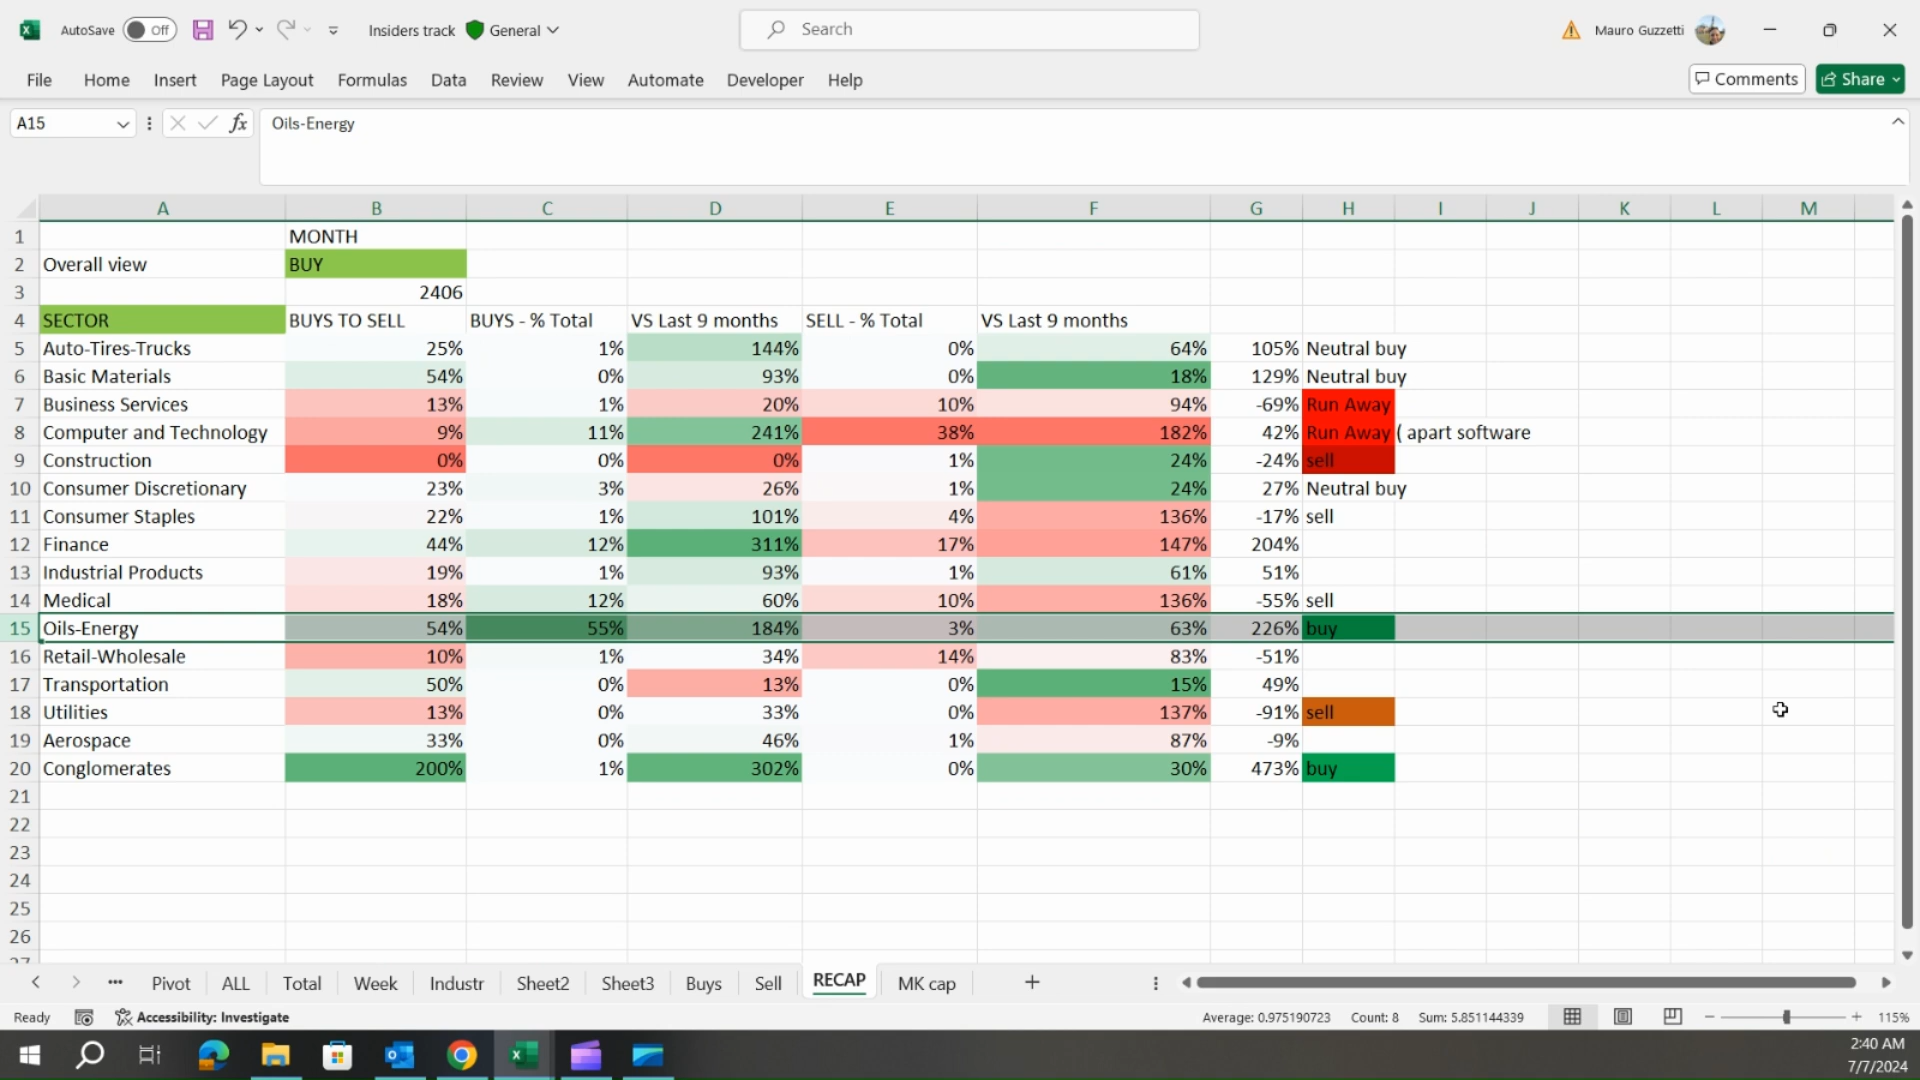 AutoSave Off Insiders track General Search Mauro Guzzetti
File Home Insert Page Layout Formulas Data Review View Automate Developer Help Comments Share
A15 fx Oils-Energy
A B C D E F G H I J K L M
1 MONTH
2 Overall view BUY
3 2406
4 SECTOR BUYS TO SELL BUYS - % Total VS Last 9 months SELL - % Total VS Last 9 months
5 Auto-Tires-Trucks 25% 1% 144% 0% 64% 105% Neutral buy
6 Basic Materials 54% 0% 93% 0% 18% 129% Neutral buy
7 Business Services 13% 1% 20% 10% 94% -69% Run Away
8 Computer and Technology 9% 11% 241% 38% 182% 42% Run Away ( apart software
9 Construction 0% 0% 0% 1% 24% -24% sell
10 Consumer Discretionary 23% 3% 26% 1% 24% 27% Neutral buy
11 Consumer Staples 22% 1% 101% 4% 136% -17% sell
12 Finance 44% 12% 311% 17% 147% 204%
13 Industrial Products 19% 1% 93% 1% 61% 51%
14 Medical 18% 12% 60% 10% 136% -55% sell
15 Oils-Energy 54% 55% 184% 3% 63% 226% buy
16 Retail-Wholesale 10% 1% 34% 14% 83% -51%
17 Transportation 50% 0% 13% 0% 15% 49%
18 Utilities 13% 0% 33% 0% 137% -91% sell
19 Aerospace 33% 0% 46% 1% 87% -9%
20 Conglomerates 200% 1% 302% 0% 30% 473% buy
21
22
23
24
25
26
27
Pivot ALL Total Week Industr Sheet2 Sheet3 Buys Sell RECAP MK cap
Ready Accessibility: Investigate Average: 0.975190723 Count: 8 Sum: 5.851144339 115%
2:40 AM
7/7/2024